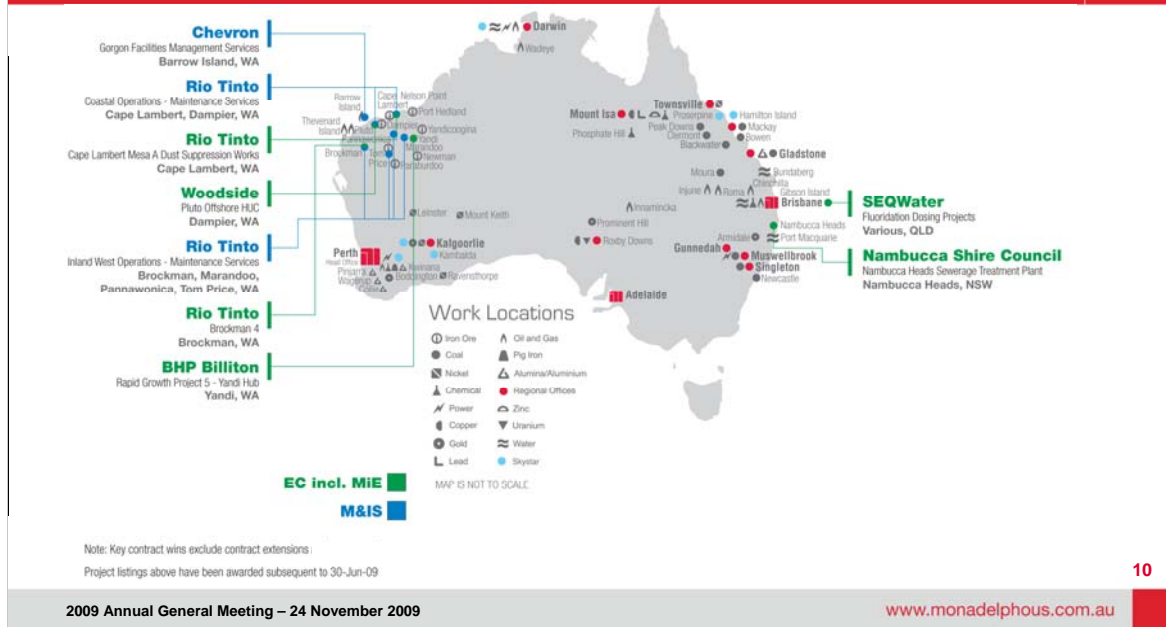 Chevron
Gorgon Facilities Management Services
Barrow Island, WA
Rio Tinto
Coastal Operations - Maintenance Services
Cape Lambert, Dampier, WA
Rio Tinto
Cape Lambert Mesa A Dust Suppression Works
Cape Lambert, WA
Woodside
Pluto Offshore HUC
Dampier, WA
Rio Tinto
Inland West Operations - Maintenance Services
Brockman, Marandoo,
Pannawonica, Tom Price, WA
Rio Tinto
Brockman 4
Brockman, WA
BHP Billiton
Rapid Growth Project 5 - Yandi Hub
Yandi, WA
Darwin
Wadeye
Barrow
Island
Cape
Lambert
Nelson Point
Port Hedland
Thevenard
Island
Pluto
Dampier
Yandicoogina
Pannawonica
Yandi
Brockman
Tom
Price
Marandoo
Newman
Paraburdoo
Leinster
Mount Keith
Kalgoorlie
Kambalda
Perth
Head Office
Kwinana
Pinjarra
Boddington
Ravensthorpe
Wagerup
Collie
Townsville
Mount Isa
Proserpine
Hamilton Island
Phosphate Hill
Peak Downs
Mackay
Clermont
Bowen
Blackwater
Gladstone
Moura
Bundaberg
Chinchilla
Injune
Roma
Gibson Island
Brisbane
Innamincka
Prominent Hill
Nambucca Heads
Roxby Downs
Armidale
Port Macquarie
Gunnedah
Muswellbrook
Singleton
Newcastle
Adelaide
SEQWater
Fluoridation Dosing Projects
Various, QLD
Nambucca Shire Council
Nambucca Heads Sewerage Treatment Plant
Nambucca Heads, NSW
Work Locations
Iron Ore
Oil and Gas
Coal
Pig Iron
Nickel
Alumina/Aluminium
Chemical
Regional Offices
Power
Zinc
Copper
Uranium
Gold
Water
Lead
Skystar
MAP IS NOT TO SCALE
EC incl. MiE
M&IS
Note: Key contract wins exclude contract extensions
Project listings above have been awarded subsequent to 30-Jun-09
10
2009 Annual General Meeting – 24 November 2009
www.monadelphous.com.au